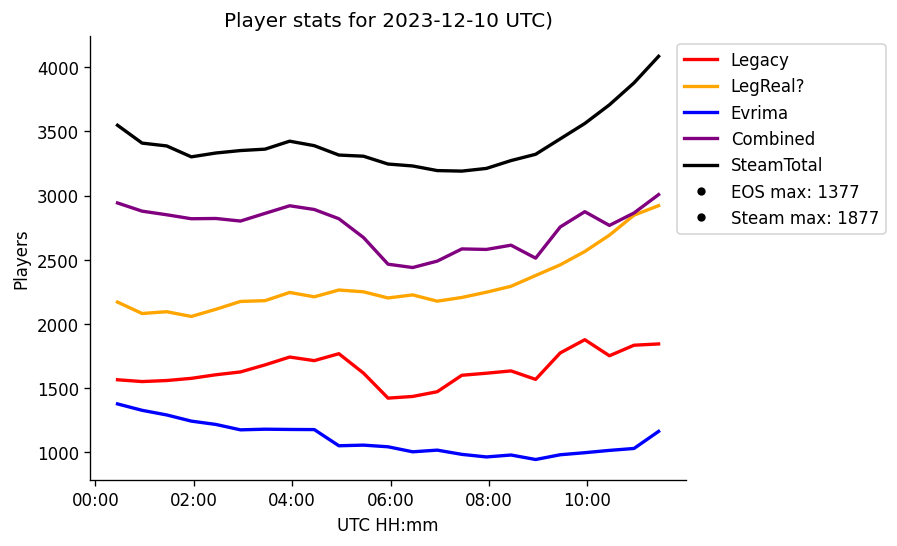 Player stats for 2023-12-10 UTC)
4000
3500
3000
2500
2000
1500
1000
Players
00:00 02:00 04:00 06:00 08:00 10:00
UTC HH:mm
Legacy
LegReal?
Evrima
Combined
SteamTotal
EOS max: 1377
Steam max: 1877